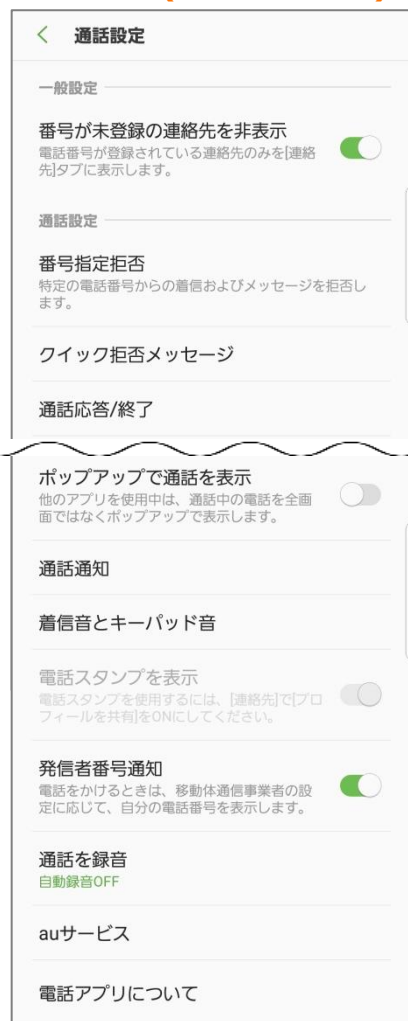 通話設定
一般設定
番号が未登録の連絡先を非表示
電話番号が登録されている連絡先のみを[連絡
先]タブに表示します。
通話設定
番号指定拒否
特定の電話番号からの着信およびメッセージを拒否し
ます。
クイック拒否メッセージ
通話応答/終了
ポップアップで通話を表示
他のアプリを使用中は、通話中の電話を全画
面ではなくポップアップで表示します。
通話通知
着信音とキーパッド音
電話スタンプを表示
電話スタンプを使用するには、[連絡先]で[プロ
フィールを共有]をONにしてください。
発信者番号通知
電話をかけるときは、移動体通信事業者の設
定に応じて、自分の電話番号を表示します。
通話を録音
自動録音OFF
auサービス
電話アプリについて